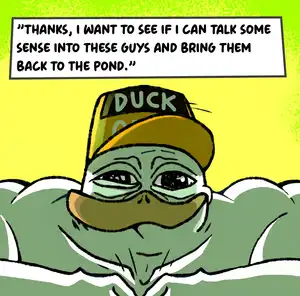 "THANKS, I WANT TO SEE IF I CAN TALK SOME
SENSE INTO THESE GUYS AND BRING THEM
BACK TO THE POND."
DUCK